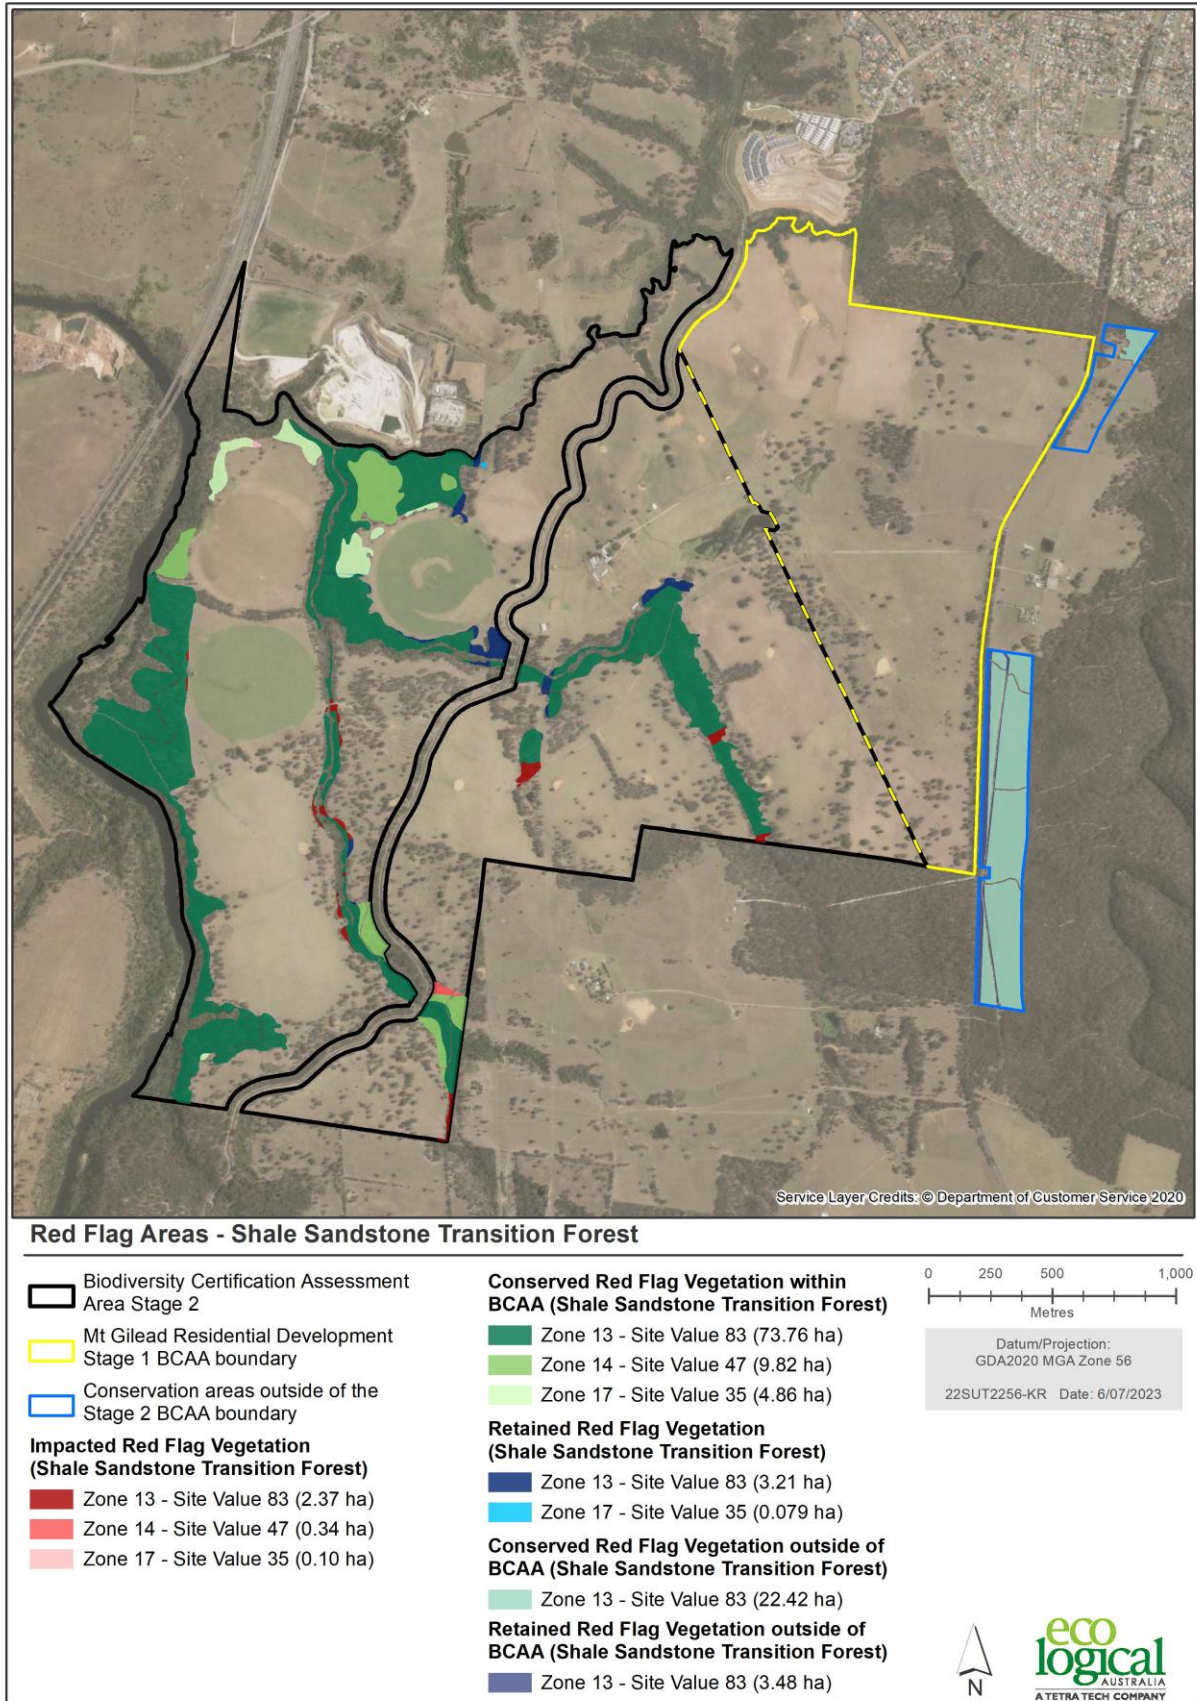 Service Layer Credits: © Department of Customer Service 2020
Red Flag Areas - Shale Sandstone Transition Forest
Biodiversity Certification Assessment
Area Stage 2
Mt Gilead Residential Development
Stage 1 BCAA boundary
Conservation areas outside of the
Stage 2 BCAA boundary
Impacted Red Flag Vegetation
(Shale Sandstone Transition Forest)
Zone 13 - Site Value 83 (2.37 ha)
Zone 14 - Site Value 47 (0.34 ha)
Zone 17 - Site Value 35 (0.10 ha)
Conserved Red Flag Vegetation within
BCAA (Shale Sandstone Transition Forest)
Zone 13 - Site Value 83 (73.76 ha)
Zone 14 - Site Value 47 (9.82 ha)
Zone 17 - Site Value 35 (4.86 ha)
Retained Red Flag Vegetation
(Shale Sandstone Transition Forest)
Zone 13 - Site Value 83 (3.21 ha)
Zone 17 - Site Value 35 (0.079 ha)
Conserved Red Flag Vegetation outside of
BCAA (Shale Sandstone Transition Forest)
Zone 13 - Site Value 83 (22.42 ha)
Retained Red Flag Vegetation outside of
BCAA (Shale Sandstone Transition Forest)
Zone 13 - Site Value 83 (3.48 ha)
0 250 500 1,000
Metres
Datum/Projection:
GDA2020 MGA Zone 56
22SUT2256-KR Date: 6/07/2023
N
eco
logical
AUSTRALIA
A TETRA TECH COMPANY